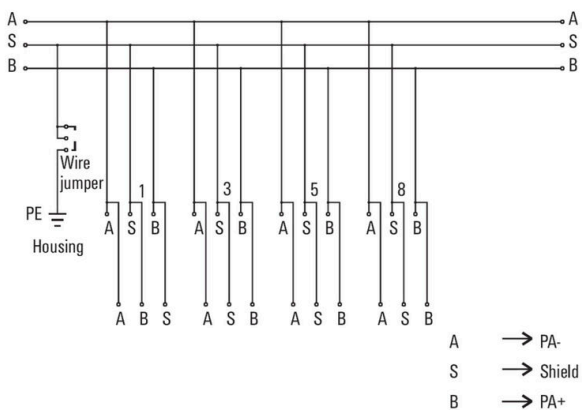 A A
S S
B B
Wire
jumper
1 3 5 8
PE
A S B A S B A S B A S B
Housing
A B S A S B A S B A S B
A PA-
S Shield
B PA+